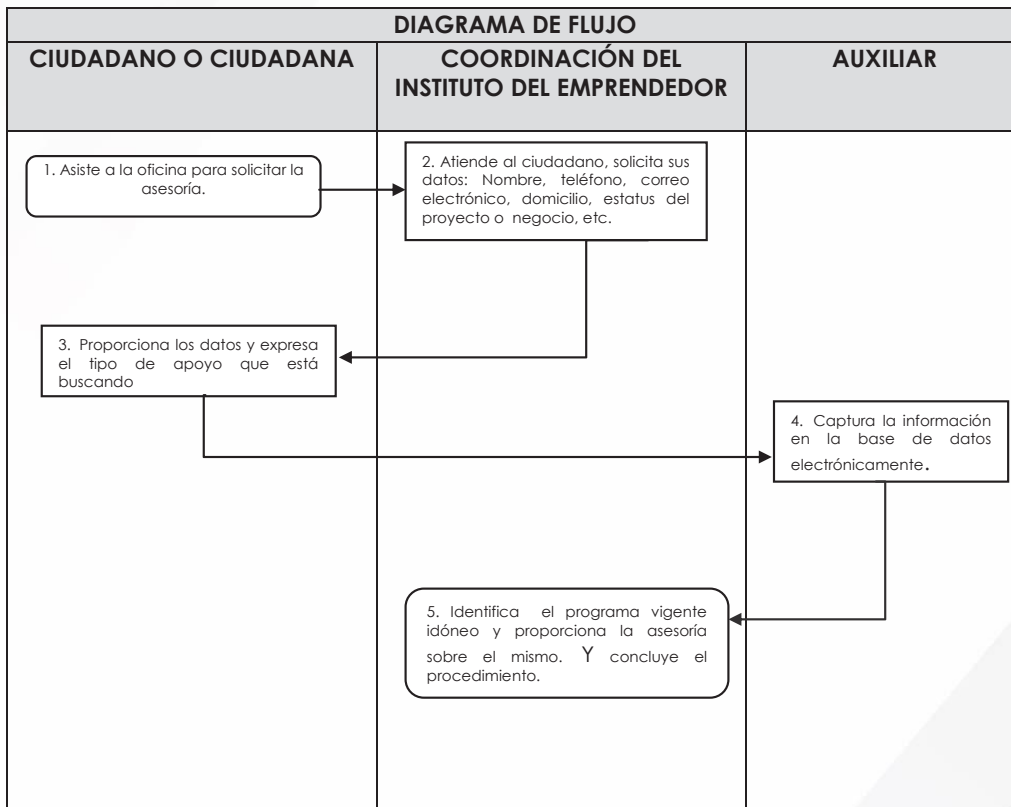 DIAGRAMA DE FLUJO
CIUDADANO O CIUDADANA
COORDINACIÓN DEL
INSTITUTO DEL EMPRENDEDOR
AUXILIAR
1. Asiste a la oficina para solicitar la
asesoría.
2. Atiende al ciudadano, solicita sus
datos: Nombre, teléfono, correo
electrónico, domicilio, estatus del
proyecto o negocio, etc.
3. Proporciona los datos y expresa
el tipo de apoyo que está
buscando
4. Captura la información
en la base de datos
electrónicamente.
5. Identifica el programa vigente
idóneo y proporciona la asesoría
sobre el mismo. Y concluye el
procedimiento.